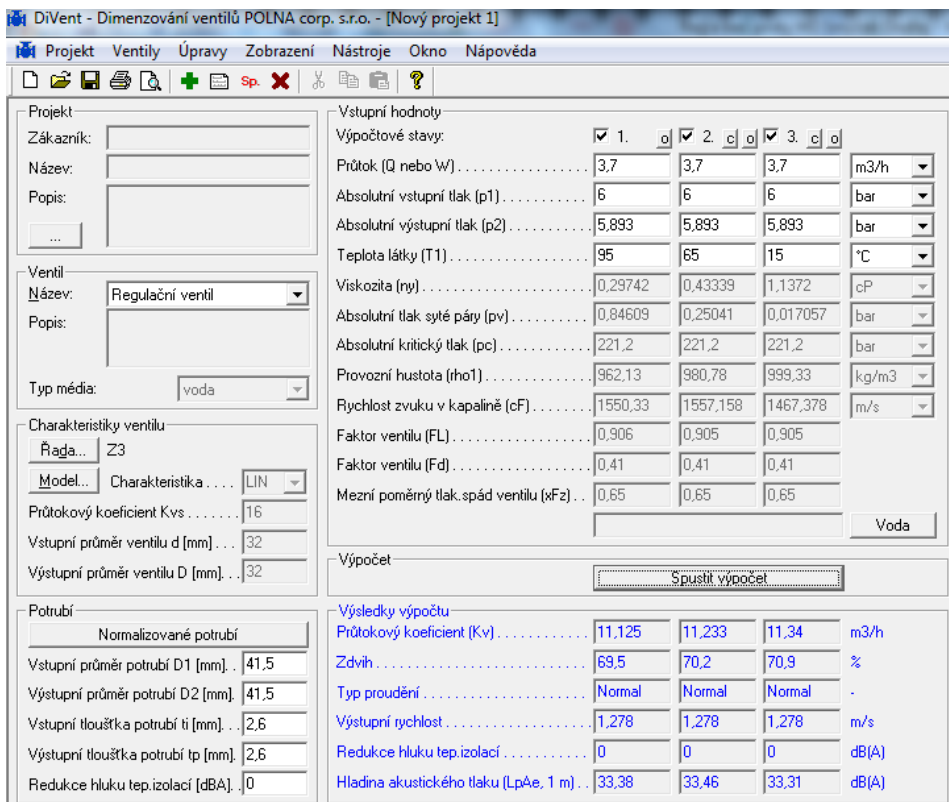 DiVent - Dimenzování ventilů POLNA corp. s.r.o. - [Nový projekt 1]
Projekt Ventily Úpravy Zobrazení Nástroje Okno Nápověda
Sp.
Projekt
Zákazník:
Název:
Popis:
...
Ventil
Název: Regulační ventil
Popis:
Typ média: voda
Charakteristiky ventilu
Řada... Z3
Model... Charakteristika . . . . LIN
Průtokový koeficient Kvs . . . . . . . 16
Vstupní průměr ventilu d [mm] . . . 32
Výstupní průměr ventilu D [mm]. . . 32
Potrubí
Normalizované potrubí
Vstupní průměr potrubí D1 [mm]. . 41,5
Výstupní průměr potrubí D2 [mm]. 41,5
Vstupní tloušťka potrubí ti [mm]. . . 2,6
Výstupní tloušťka potrubí tp [mm]. 2,6
Redukce hluku tep.izolací [dBA]. . 0
Vstupní hodnoty
Výpočtové stavy: 1. o 2. c o 3. c o
Průtok (Q nebo W) . . . . . . . . . . . . . . . . . 3,7 3,7 3,7 m3/h
Absolutní vstupní tlak (p1) . . . . . . . . . . . . 6 6 6 bar
Absolutní výstupní tlak (p2) . . . . . . . . . . . 5,893 5,893 5,893 bar
Teplota látky (T1) . . . . . . . . . . . . . . . . . . 95 65 15 °C
Viskozita (ny) . . . . . . . . . . . . . . . . . . . . . 0,29742 0,43339 1,1372 cP
Absolutní tlak syté páry (pv) . . . . . . . . . . 0,84609 0,25041 0,017057 bar
Absolutní kritický tlak (pc) . . . . . . . . . . . . 221,2 221,2 221,2 bar
Provozní hustota (rho1) . . . . . . . . . . . . . . 962,13 980,78 999,33 kg/m3
Rychlost zvuku v kapalině (cF) . . . . . . . . 1550,33 1557,158 1467,378 m/s
Faktor ventilu (FL) . . . . . . . . . . . . . . . . . 0,906 0,905 0,905
Faktor ventilu (Fd) . . . . . . . . . . . . . . . . . 0,41 0,41 0,41
Mezní poměrný tlak.spád ventilu (xFz) . . 0,65 0,65 0,65
Voda
Výpočet
Spustit výpočet
Výsledky výpočtu
Průtokový koeficient (Kv) . . . . . . . . . . . . 11,125 11,233 11,34 m3/h
Zdvih . . . . . . . . . . . . . . . . . . . . . . . . . . . 69,5 70,2 70,9 %
Typ proudění . . . . . . . . . . . . . . . . . . . . . Normal Normal Normal -
Výstupní rychlost . . . . . . . . . . . . . . . . . . 1,278 1,278 1,278 m/s
Redukce hluku tep.izolací . . . . . . . . . . . 0 0 0 dB(A)
Hladina akustického tlaku (LpAe, 1 m) . . 33,38 33,46 33,31 dB(A)